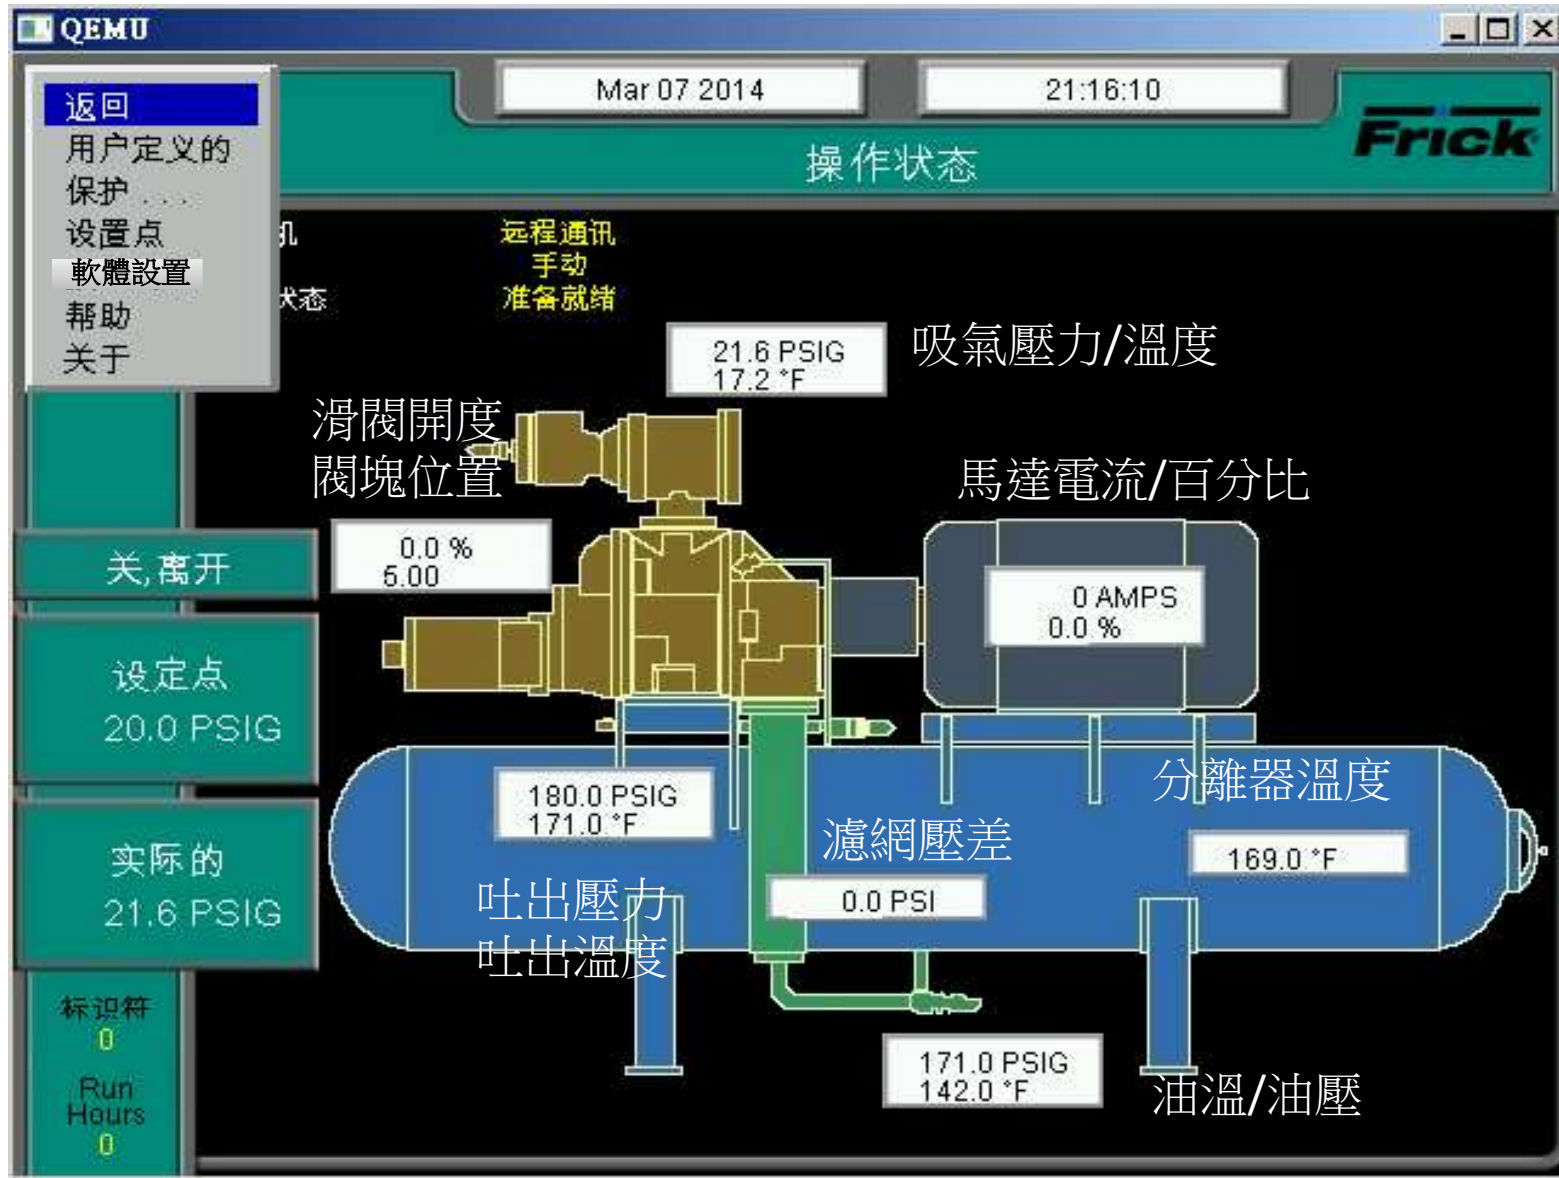 QEMU
Mar 07 2014
21:16:10
Frick
操作状态
返回
用户定义的
保护 . . .
设置点
軟體設置
帮助
关于
机
状态
远程通讯
手动
准备就绪
21.6 PSIG
17.2 °F
吸氣壓力/溫度
滑閥開度
閥塊位置
馬達電流/百分比
0.0 %
5.00
0 AMPS
0.0 %
关,离开
设定点
20.0 PSIG
实际的
21.6 PSIG
180.0 PSIG
171.0 °F
分離器溫度
169.0 °F
濾網壓差
0.0 PSI
吐出壓力
吐出溫度
171.0 PSIG
142.0 °F
油溫/油壓
标识符
0
Run
Hours
0